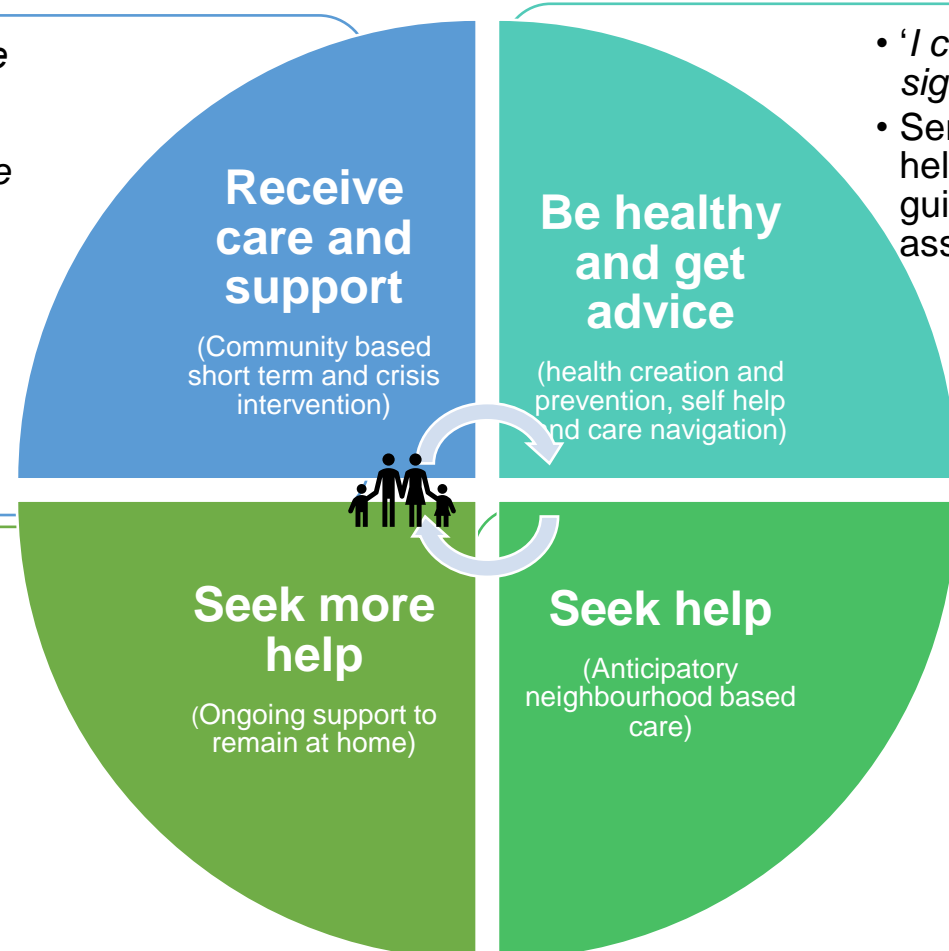 Receive
care and
support
(Community based
short term and crisis
intervention)
Be healthy
and get
advice
(health creation and
prevention, self help
and care navigation)
Seek more
help
(Ongoing support to
remain at home)
Seek help
(Anticipatory
neighbourhood based
care)
• ‘I